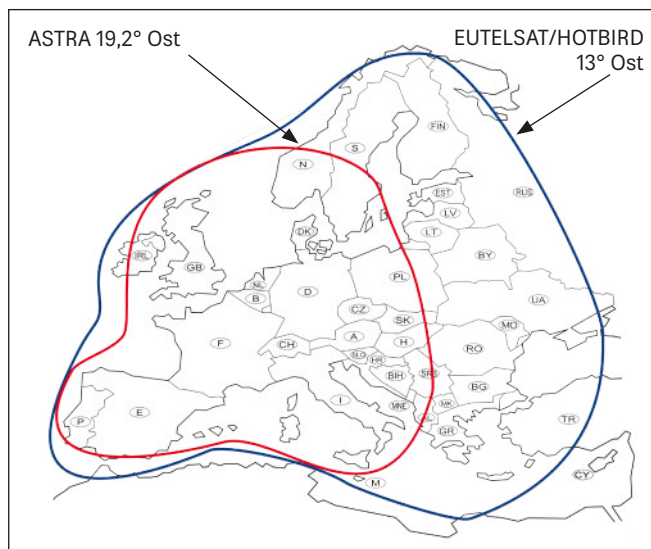 ASTRA 19,2° Ost
EUTELSAT/HOTBIRD
13° Ost
FIN
S
N
EST
RUS
LV
DK
LT
IRL
GB
BY
NL
PL
B
D
UA
CZ
SK
MD
F
A
H
CH
RO
SLO
HR
BIH
SRB
BG
I
MNE
MK
E
P
AL
GR
TR
CY
M